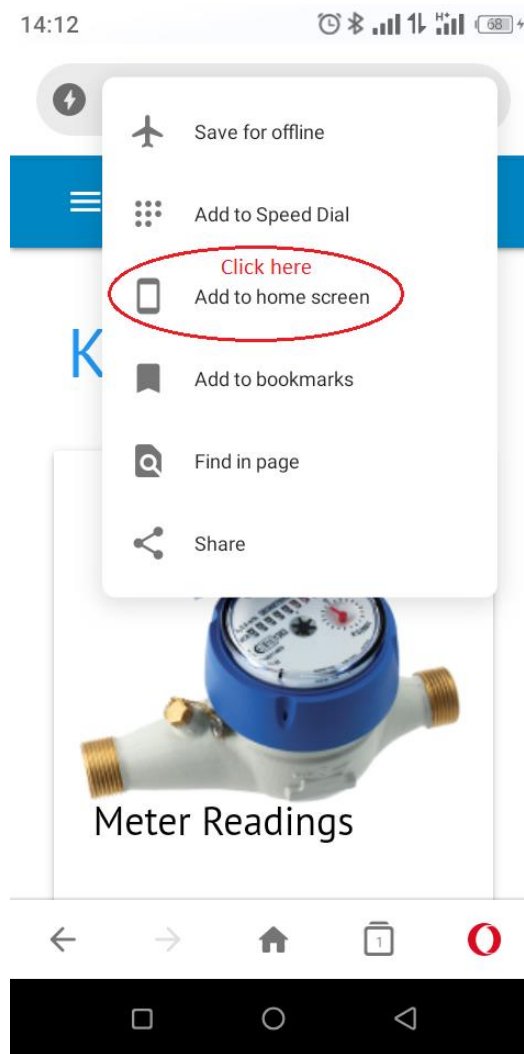 14:12
H+
68
Save for offline
Add to Speed Dial
Click here
Add to home screen
K
Add to bookmarks
Find in page
Share
Meter Readings
1